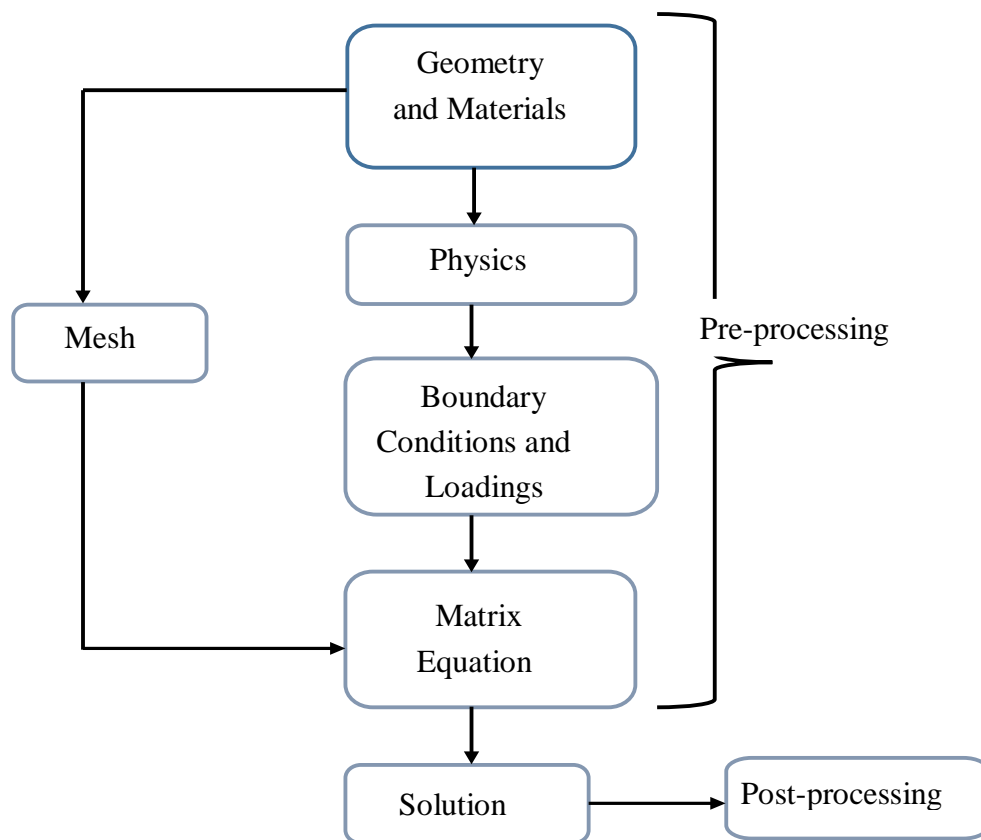 Geometry
and Materials
Physics
Mesh
Pre-processing
Boundary
Conditions and
Loadings
Matrix
Equation
Solution
Post-processing